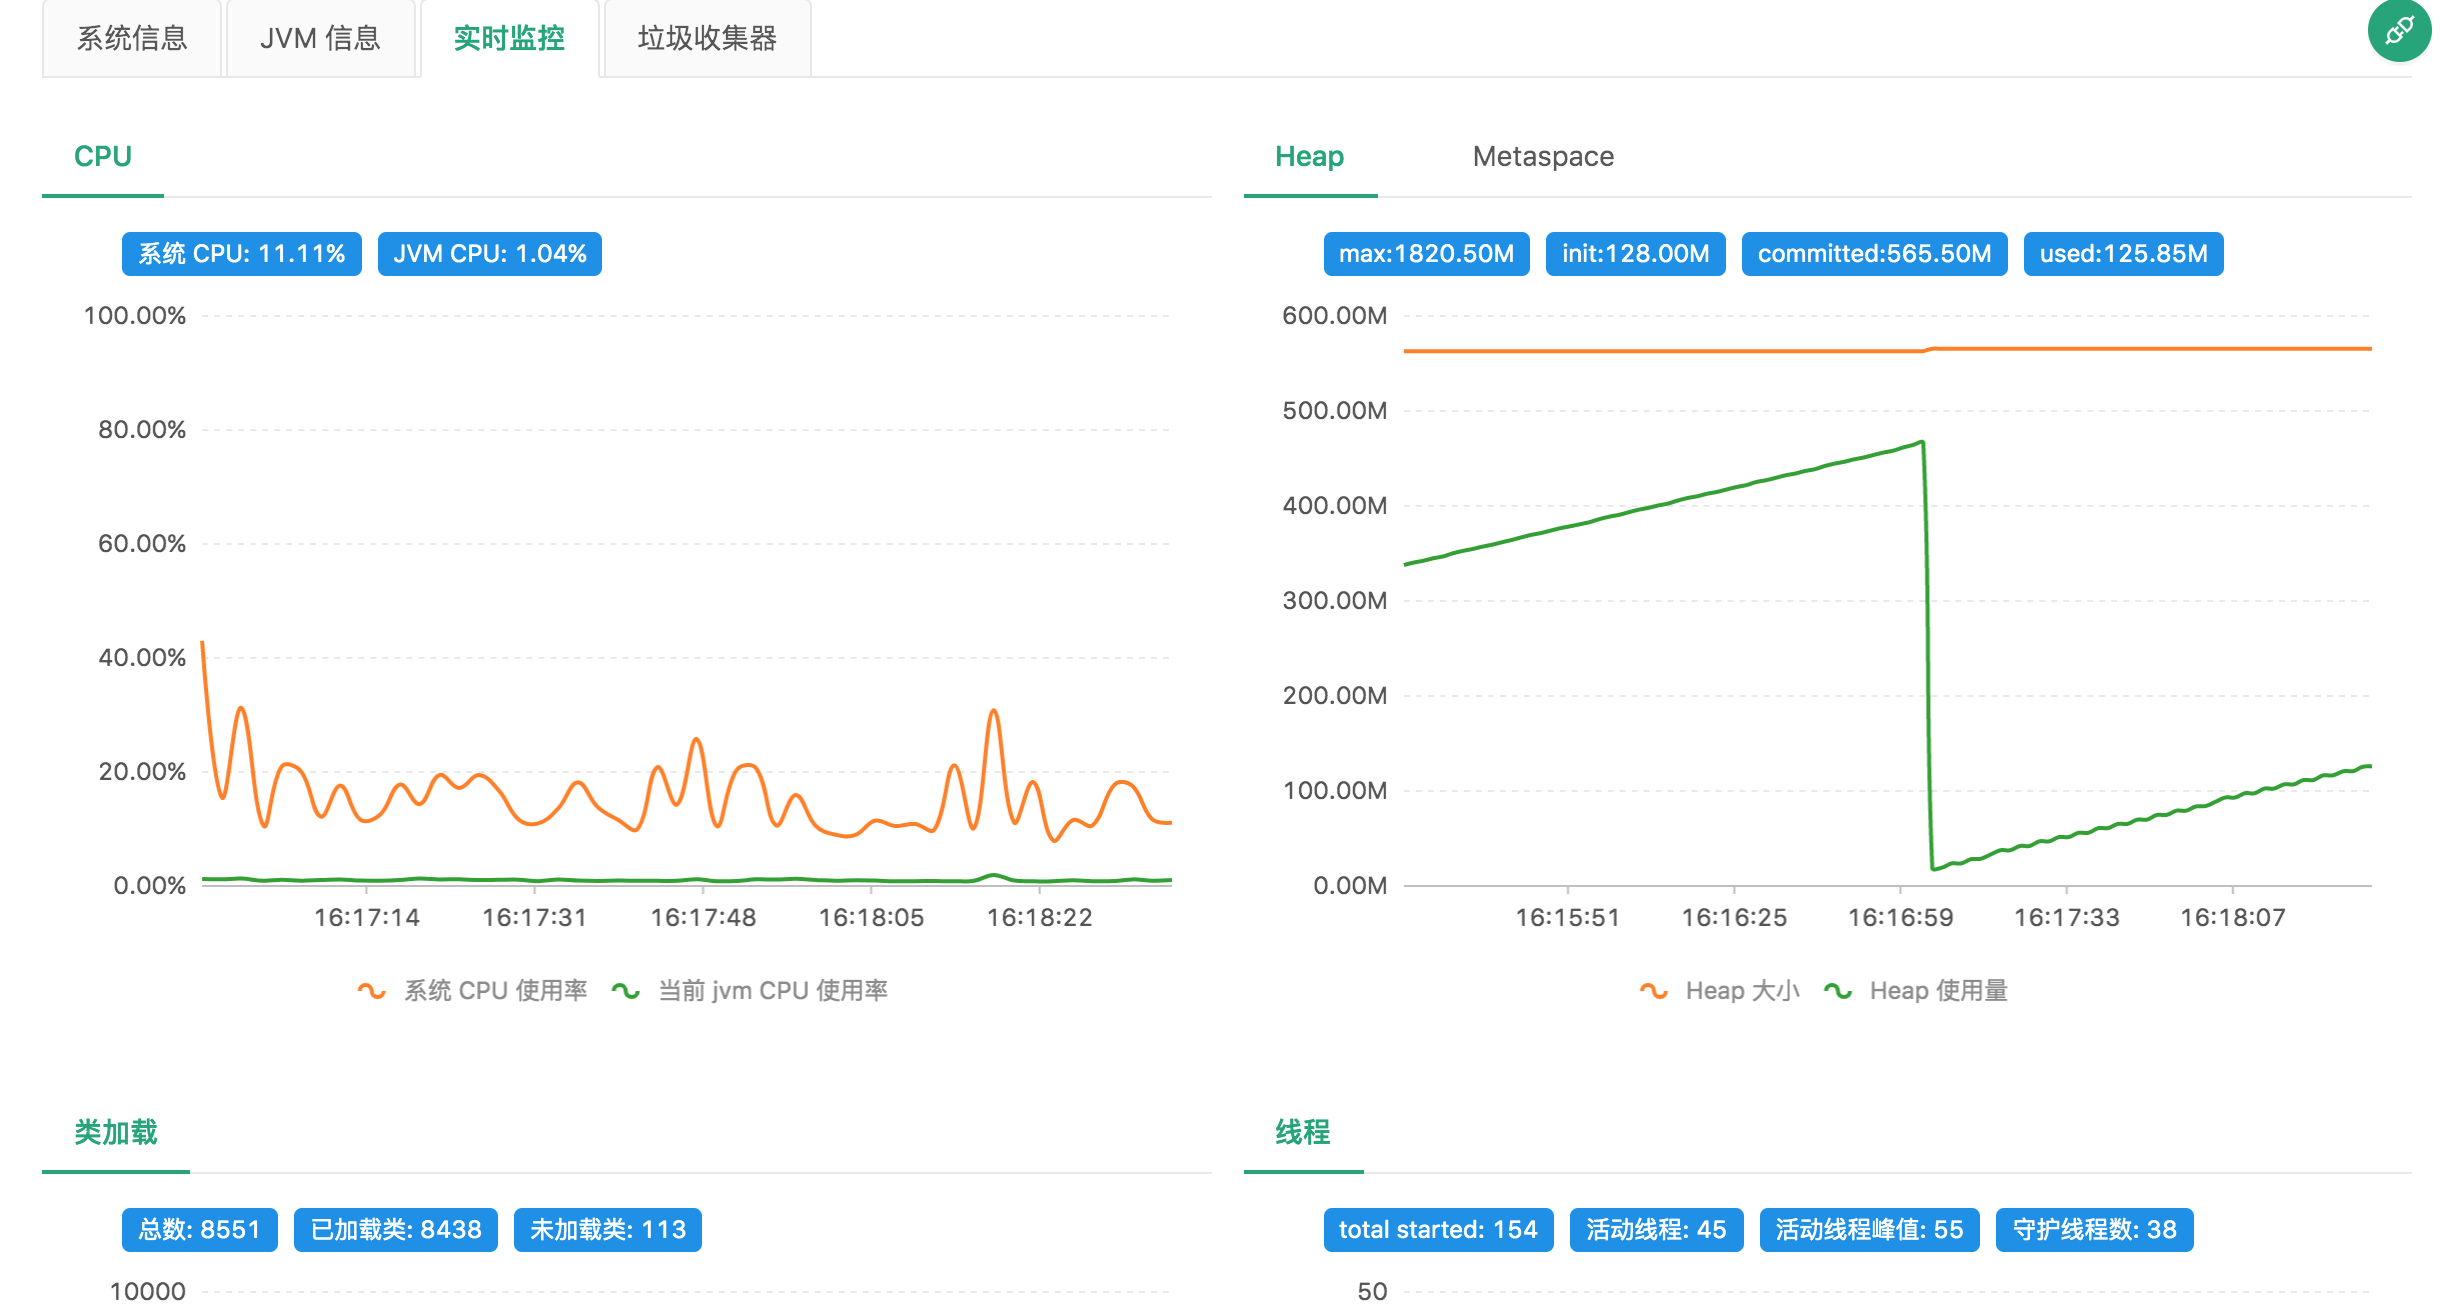 系统信息
JVM 信息
实时监控
垃圾收集器
CPU
系统 CPU: 11.11%
JVM CPU: 1.04%
100.00%
80.00%
60.00%
40.00%
20.00%
0.00%
16:17:14
16:17:31
16:17:48
16:18:05
16:18:22
系统 CPU 使用率
当前 jvm CPU 使用率
Heap
Metaspace
max:1820.50M
init:128.00M
committed:565.50M
used:125.85M
600.00M
500.00M
400.00M
300.00M
200.00M
100.00M
0.00M
16:15:51
16:16:25
16:16:59
16:17:33
16:18:07
Heap 大小
Heap 使用量
类加载
总数: 8551
已加载类: 8438
未加载类: 113
10000
线程
total started: 154
活动线程: 45
活动线程峰值: 55
守护线程数: 38
50